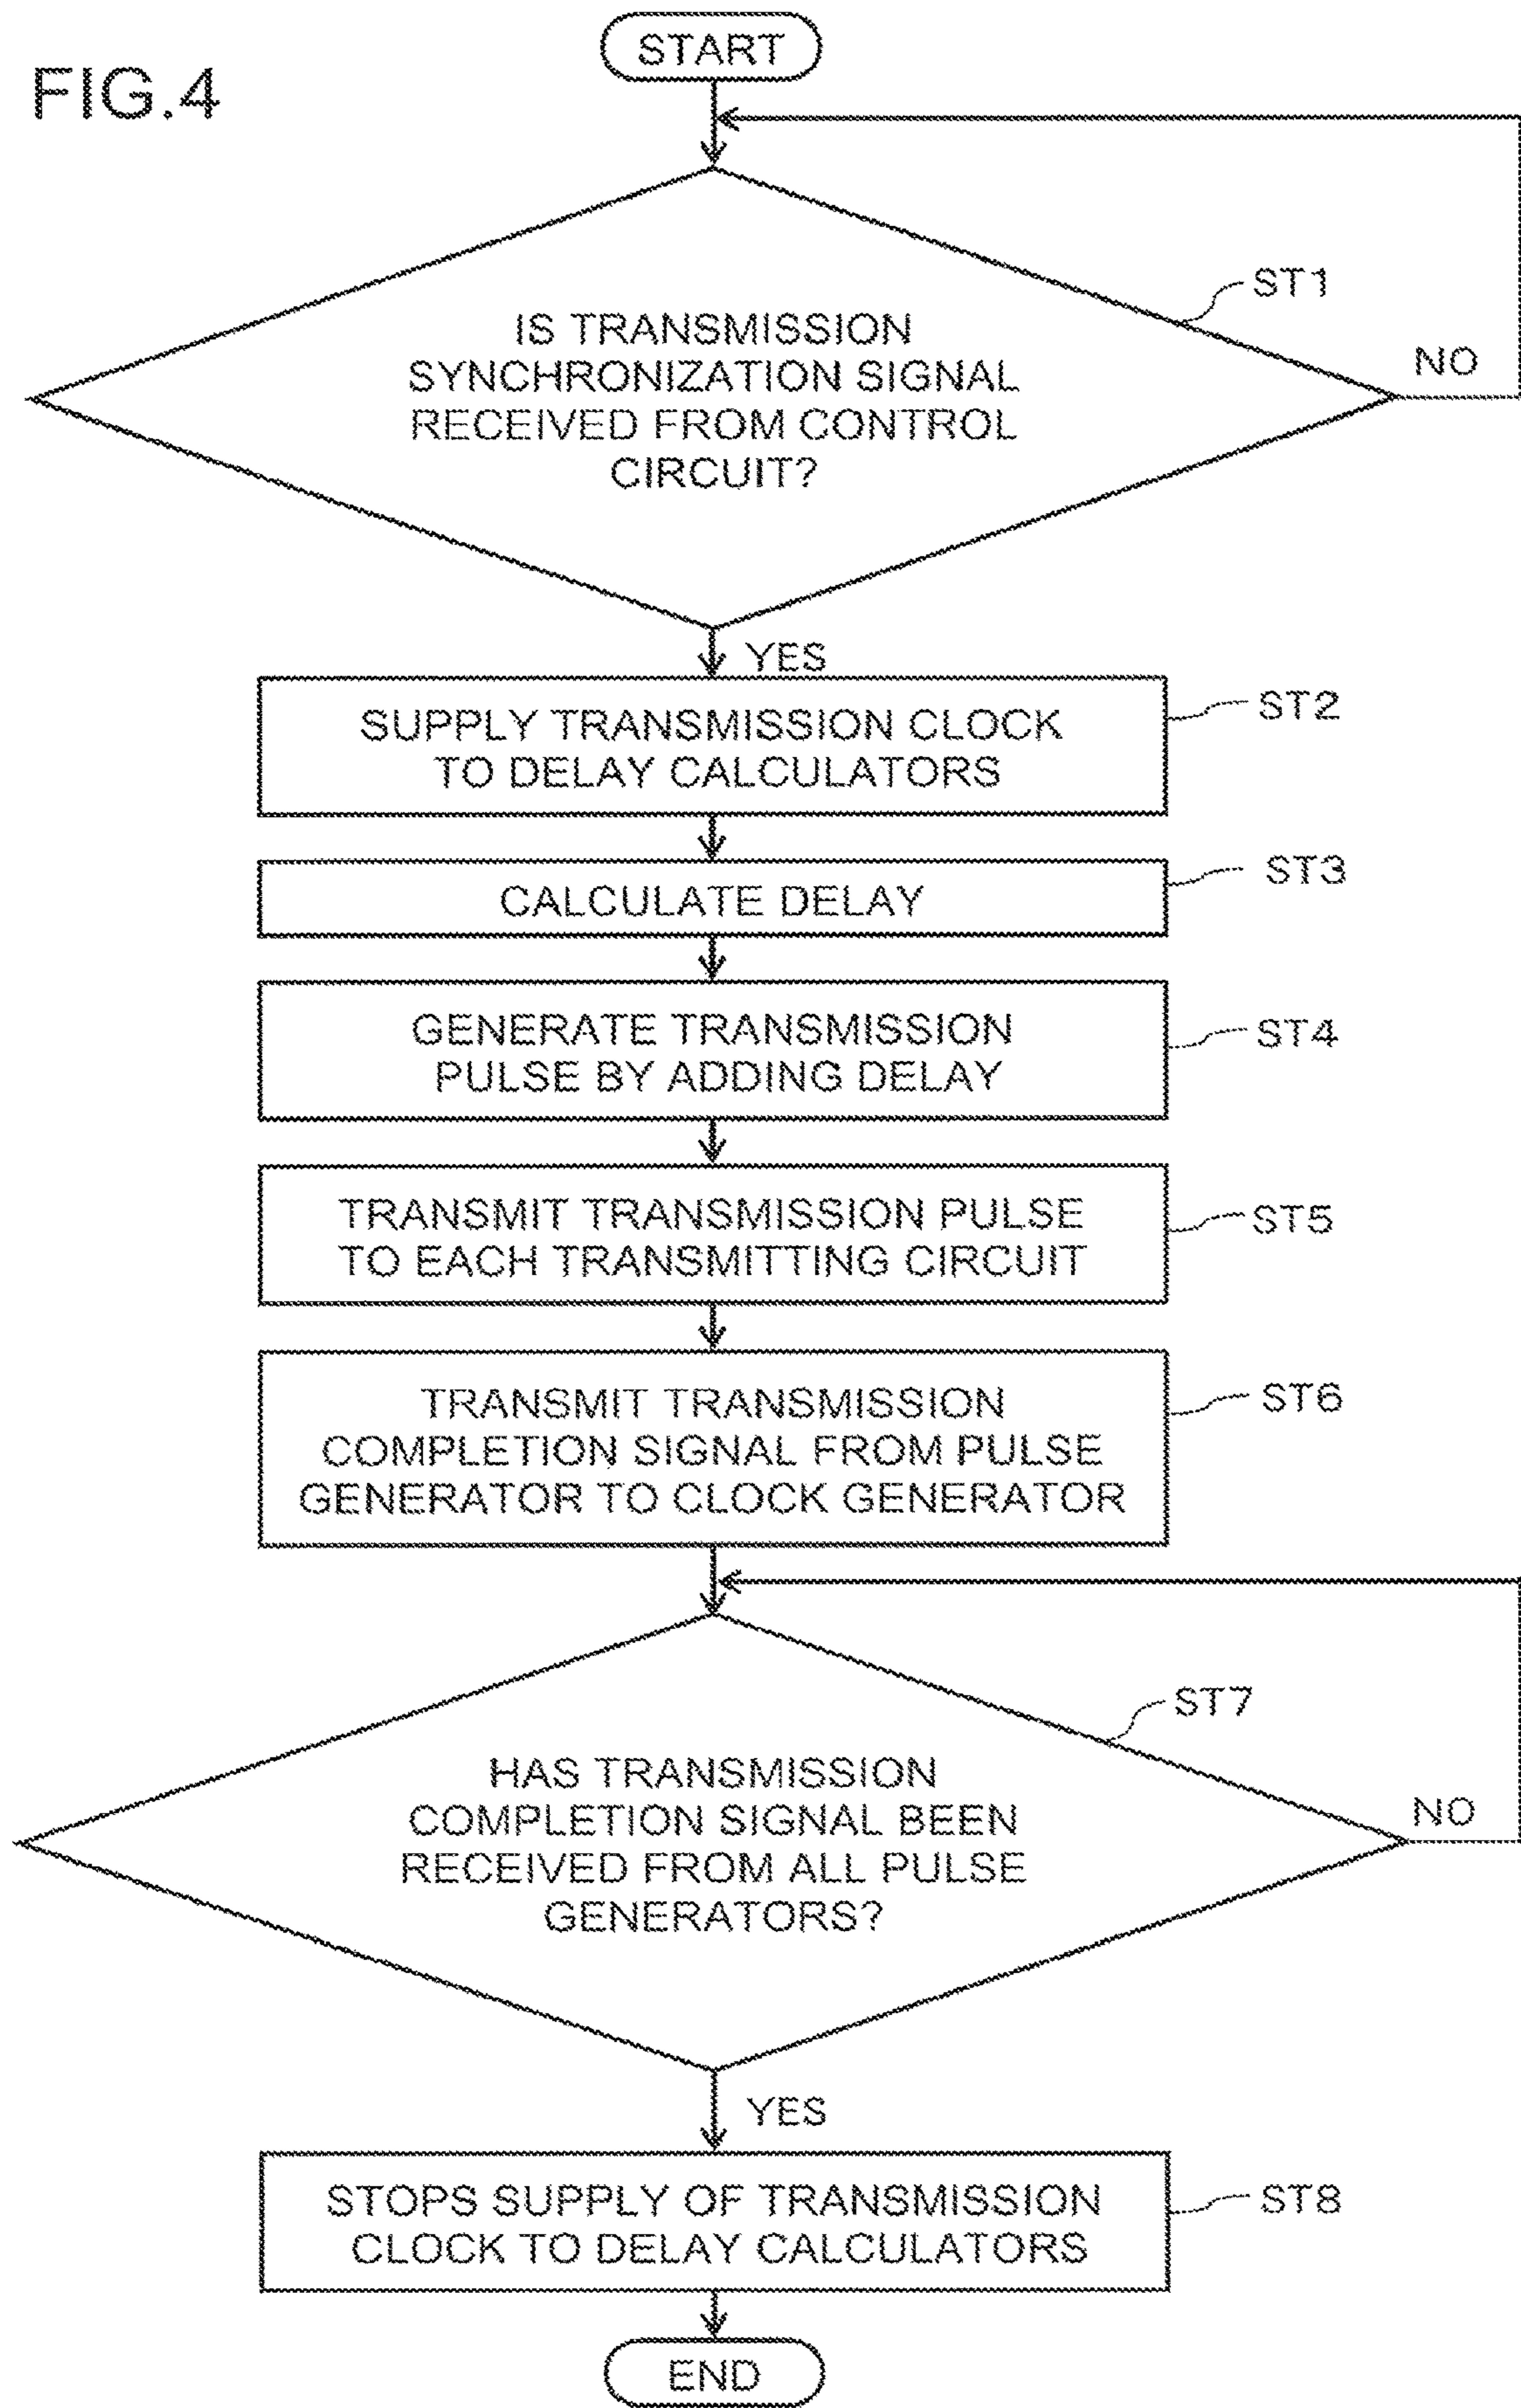 FIG.4
START
IS TRANSMISSION
SYNCHRONIZATION SIGNAL
RECEIVED FROM CONTROL
CIRCUIT?
ST1
NO
YES
SUPPLY TRANSMISSION CLOCK
TO DELAY CALCULATORS
ST2
CALCULATE DELAY
ST3
GENERATE TRANSMISSION
PULSE BY ADDING DELAY
ST4
TRANSMIT TRANSMISSION PULSE
TO EACH TRANSMITTING CIRCUIT
ST5
TRANSMIT TRANSMISSION
COMPLETION SIGNAL FROM PULSE
GENERATOR TO CLOCK GENERATOR
ST6
HAS TRANSMISSION
COMPLETION SIGNAL BEEN
RECEIVED FROM ALL PULSE
GENERATORS?
ST7
NO
YES
STOPS SUPPLY OF TRANSMISSION
CLOCK TO DELAY CALCULATORS
ST8
END